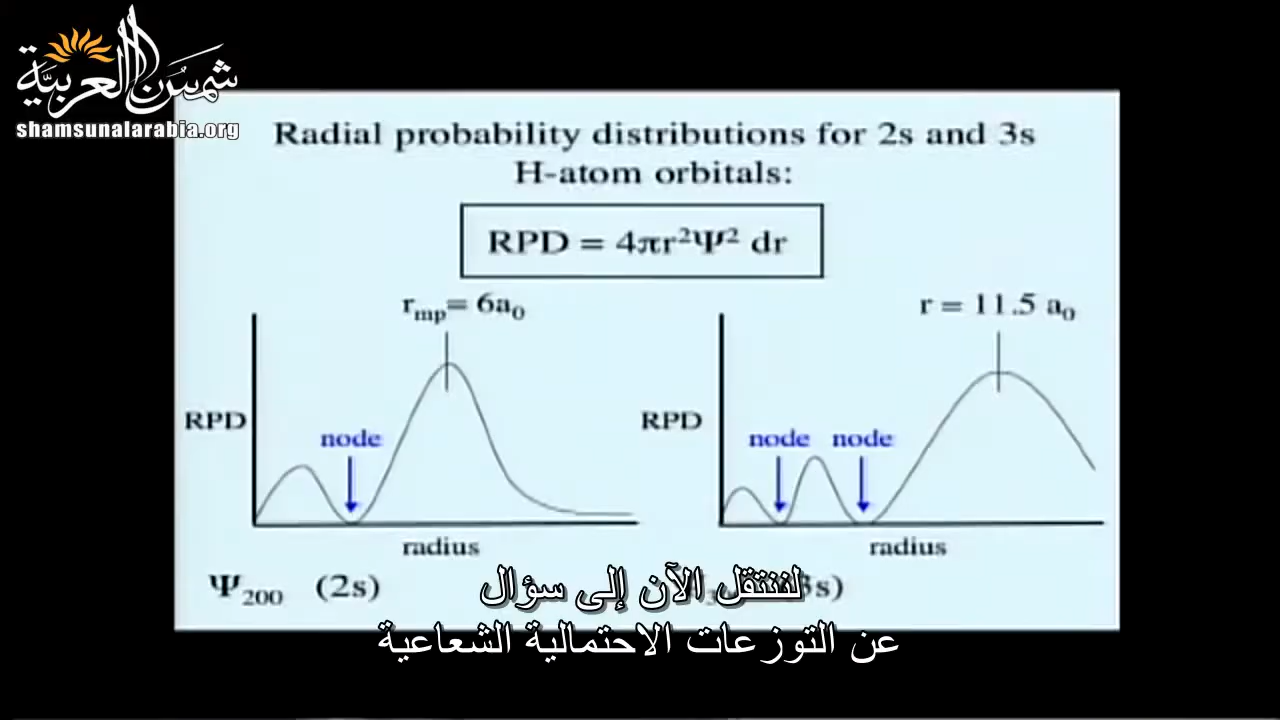 شمس العربية
shamsunalarabia.org
Radial probability distributions for 2s and 3s
H-atom orbitals:
RPD = 4πr²Ψ² dr
rmp= 6a₀
r = 11.5 a₀
RPD
node
RPD
node node
radius
radius
Ψ₂₀₀ (2s)
3s)
لننتقل الآن إلى سؤال
عن التوزعات الاحتمالية الشعاعية